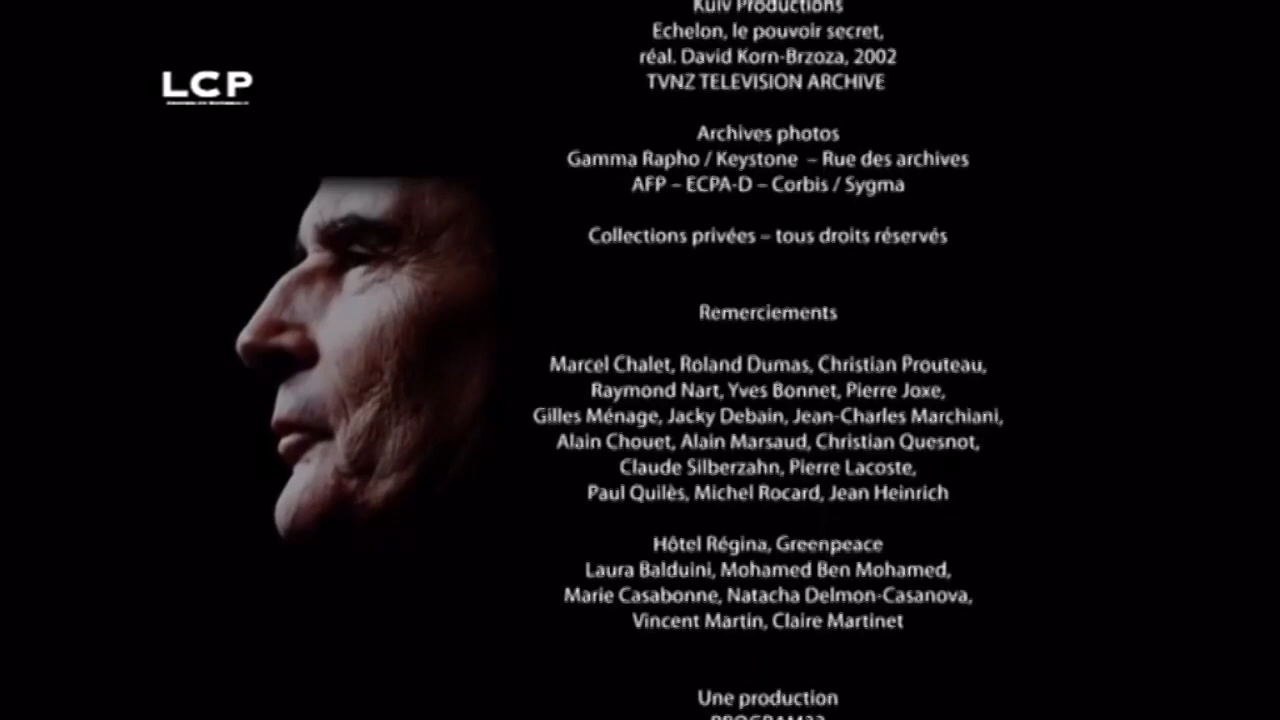 Kuiv Productions
Echelon, le pouvoir secret,
réal. David Korn-Brzoza, 2002
TVNZ TELEVISION ARCHIVE
LCP
Archives photos
Gamma Rapho / Keystone – Rue des archives
AFP – ECPA-D – Corbis / Sygma
Collections privées – tous droits réservés
Remerciements
Marcel Chalet, Roland Dumas, Christian Prouteau,
Raymond Nart, Yves Bonnet, Pierre Joxe,
Gilles Ménage, Jacky Debain, Jean-Charles Marchiani,
Alain Chouet, Alain Marsaud, Christian Quesnot,
Claude Silberzahn, Pierre Lacoste,
Paul Quilès, Michel Rocard, Jean Heinrich
Hôtel Régina, Greenpeace
Laura Balduini, Mohamed Ben Mohamed,
Marie Casabonne, Natacha Delmon-Casanova,
Vincent Martin, Claire Martinet
Une production